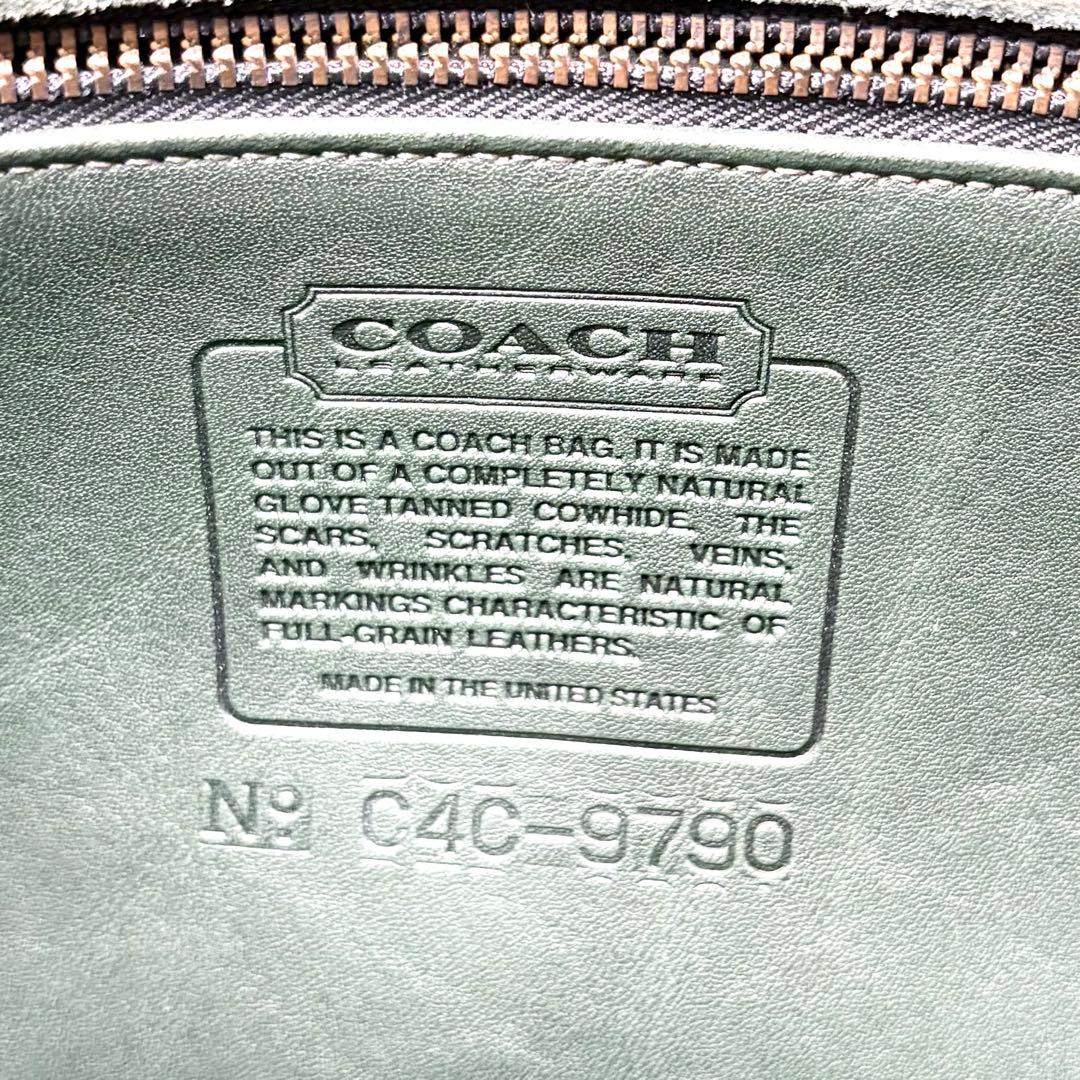 COACH
LEATHERWARE
THIS IS A COACH BAG. IT IS MADE
OUT OF A COMPLETELY NATURAL
GLOVE TANNED COWHIDE. THE
SCARS, SCRATCHES, VEINS,
AND WRINKLES ARE NATURAL
MARKINGS CHARACTERISTIC OF
FULL-GRAIN LEATHERS.
MADE IN THE UNITED STATES
Nº C4C-9790